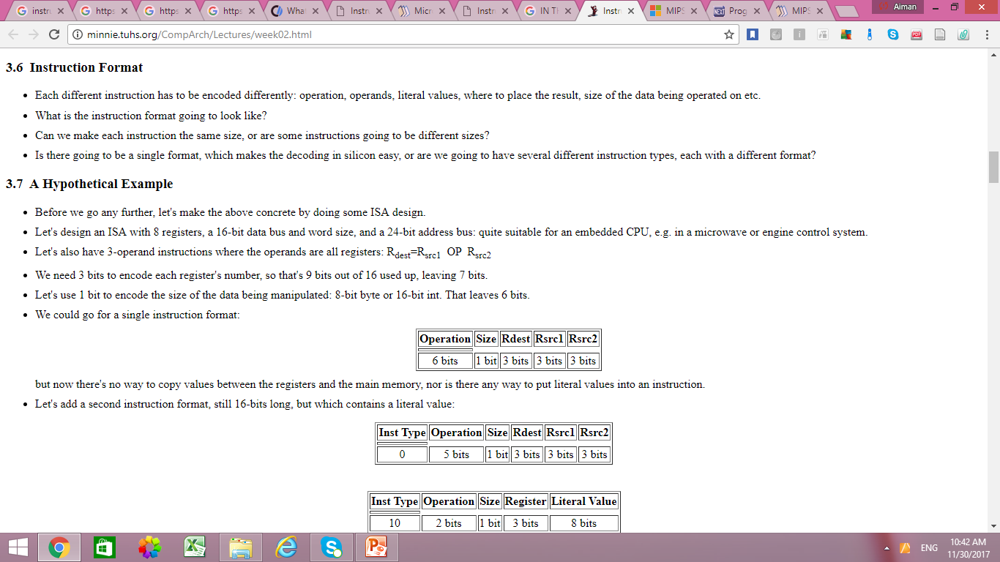 instru
https
https
https
What
Instr
Micr
Instr
IN TH
Instr
MIPS
Prog
MIPS
Aiman
minnie.tuhs.org/CompArch/Lectures/week02.html
3.6 Instruction Format
• Each different instruction has to be encoded differently: operation, operands, literal values, where to place the result, size of the data being operated on etc.
• What is the instruction format going to look like?
• Can we make each instruction the same size, or are some instructions going to be different sizes?
• Is there going to be a single format, which makes the decoding in silicon easy, or are we going to have several different instruction types, each with a different format?
3.7 A Hypothetical Example
• Before we go any further, let's make the above concrete by doing some ISA design.
• Let's design an ISA with 8 registers, a 16-bit data bus and word size, and a 24-bit address bus: quite suitable for an embedded CPU, e.g. in a microwave or engine control system.
• Let's also have 3-operand instructions where the operands are all registers: Rdest=Rsrc1 OP Rsrc2
• We need 3 bits to encode each register's number, so that's 9 bits out of 16 used up, leaving 7 bits.
• Let's use 1 bit to encode the size of the data being manipulated: 8-bit byte or 16-bit int. That leaves 6 bits.
• We could go for a single instruction format:
Operation Size Rdest Rsrc1 Rsrc2
6 bits 1 bit 3 bits 3 bits 3 bits
but now there's no way to copy values between the registers and the main memory, nor is there any way to put literal values into an instruction.
• Let's add a second instruction format, still 16-bits long, but which contains a literal value:
Inst Type Operation Size Rdest Rsrc1 Rsrc2
0 5 bits 1 bit 3 bits 3 bits 3 bits
Inst Type Operation Size Register Literal Value
10 2 bits 1 bit 3 bits 8 bits
ENG
10:42 AM
11/30/2017